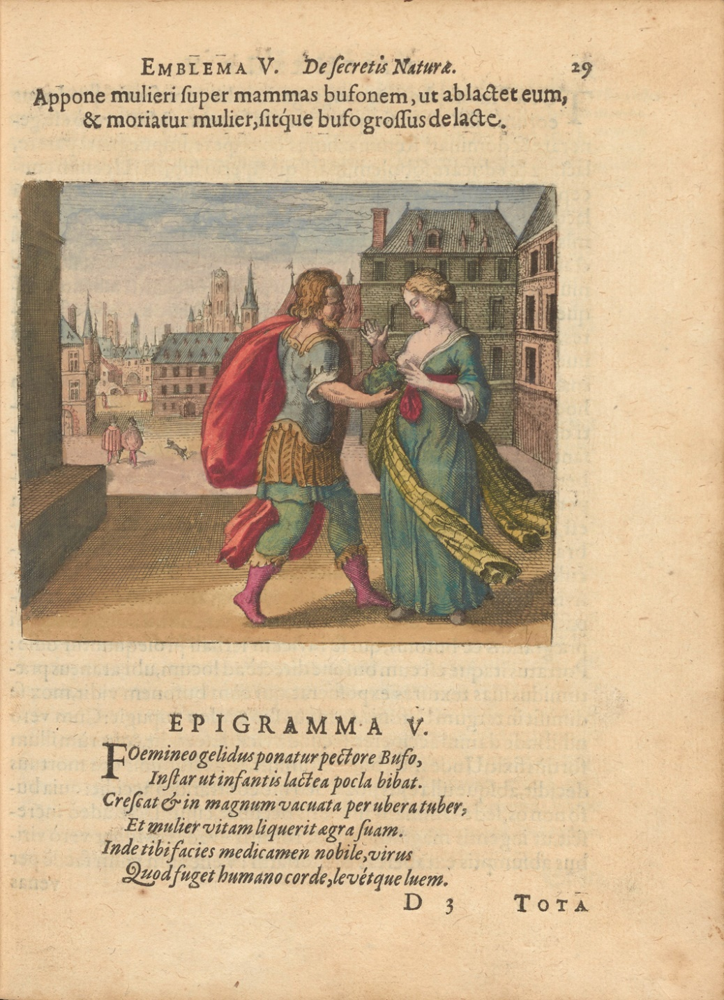 EMBLEMA V. De ſecretis Naturæ. 29
Appone mulieri ſuper mammas bufonem, ut ablactet eum,
& moriatur mulier, ſitq́ue bufo groſſus de lacte.
EPIGRAMMA V.
FOemineo gelidus ponatur pectore Bufo,
Inſtar ut infantis lactea pocla bibat.
Creſcat & in magnum vacuata per ubera tuber,
Et mulier vitam liquerit ægra ſuam.
Inde tibi facies medicamen nobile, virus
Quod fuget humano corde, levétque luem.
D 3 TOTA